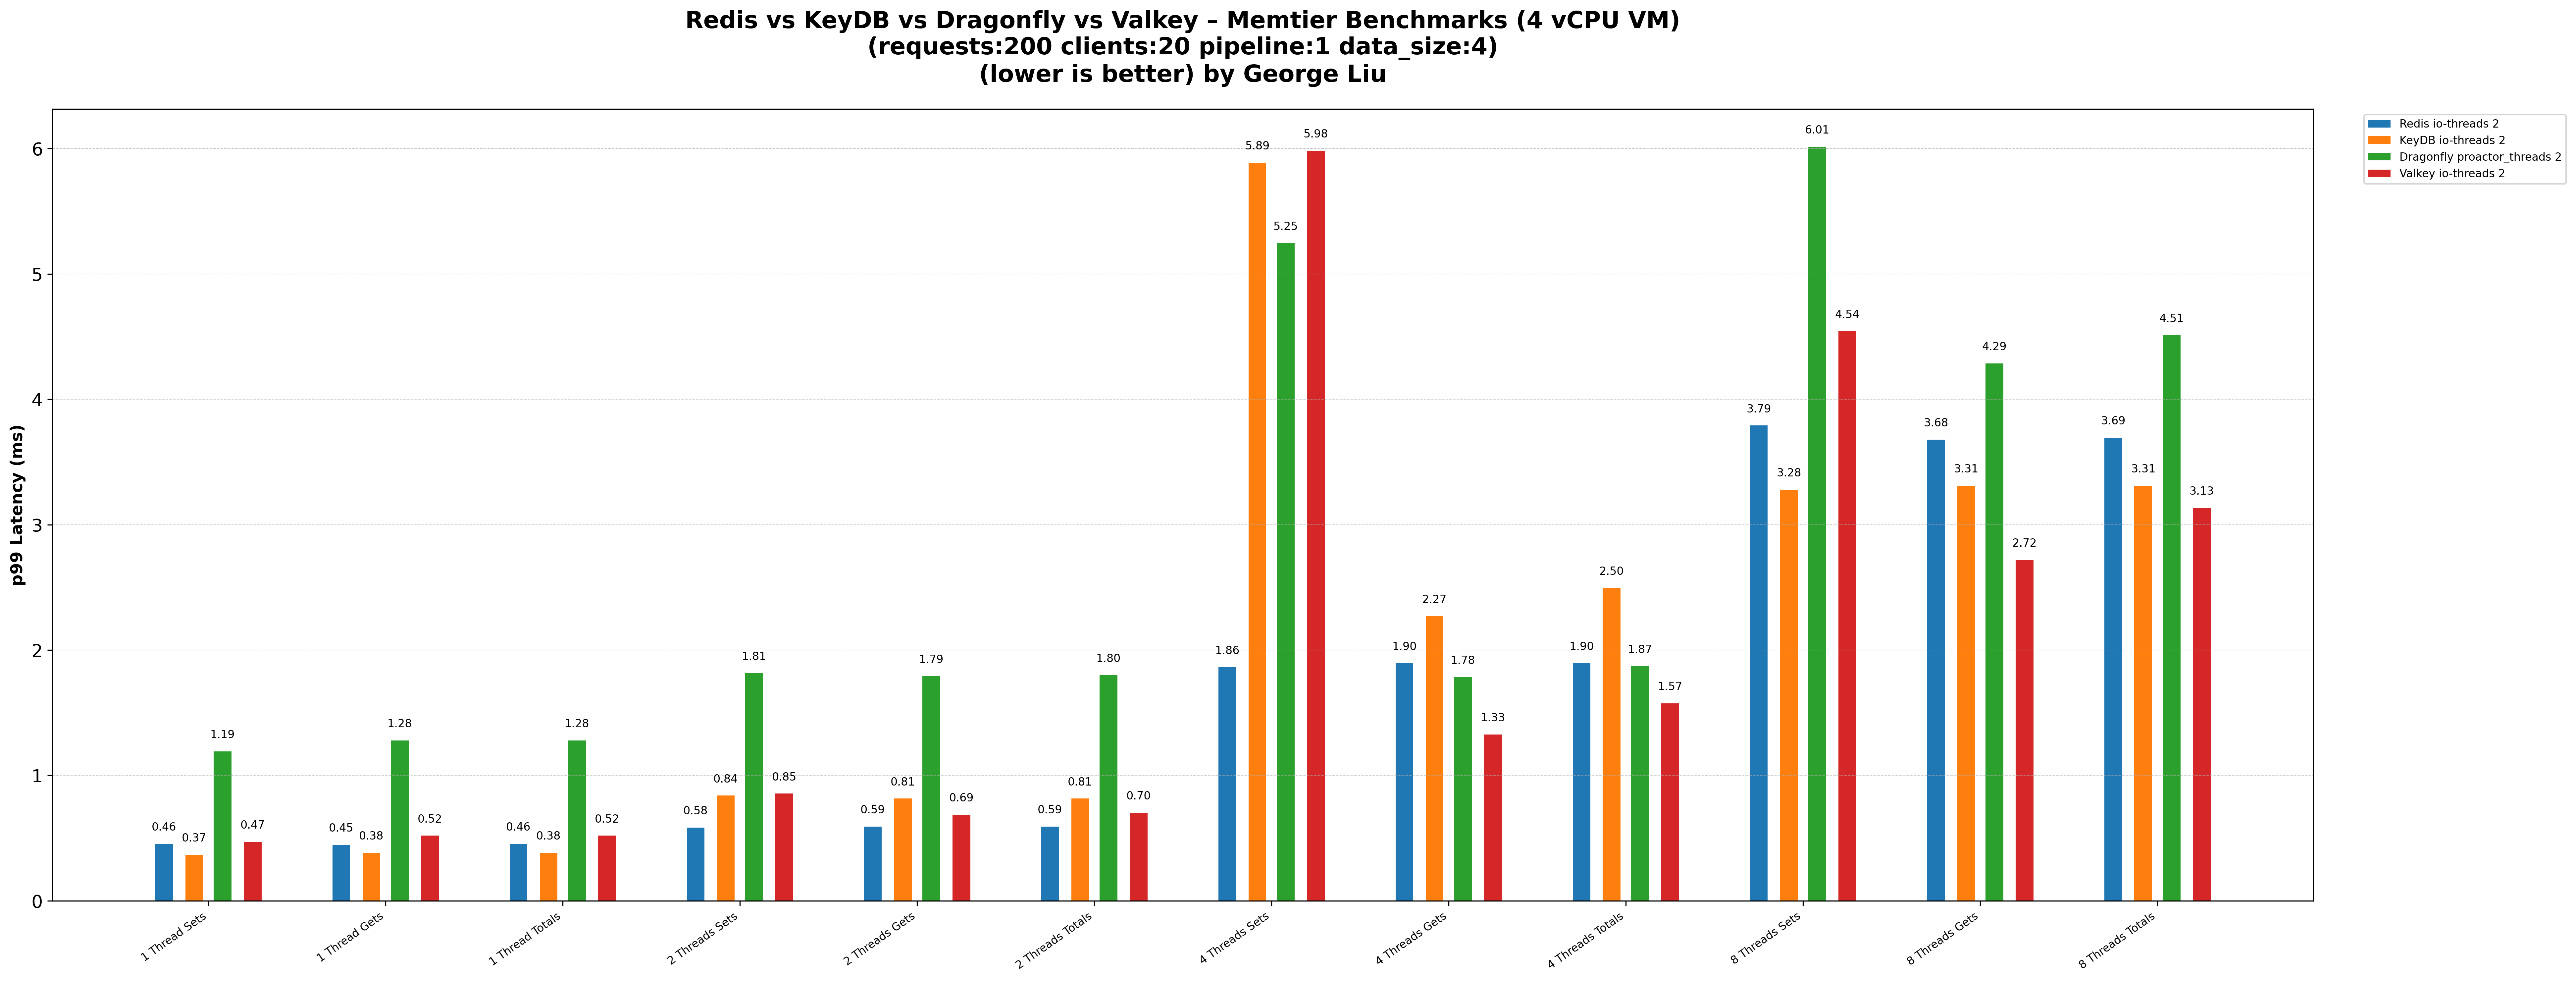 Redis vs KeyDB vs Dragonfly vs Valkey – Memtier Benchmarks (4 vCPU VM)
(requests:200 clients:20 pipeline:1 data_size:4)
(lower is better) by George Liu
Redis io-threads 2
KeyDB io-threads 2
Dragonfly proactor_threads 2
Valkey io-threads 2
p99 Latency (ms)
6
5
4
3
2
1
0
0.46
0.37
1.19
0.47
0.45
0.38
1.28
0.52
0.46
0.38
1.28
0.52
0.58
0.84
1.81
0.85
0.59
0.81
1.79
0.69
0.59
0.81
1.80
0.70
1.86
5.89
5.25
5.98
1.90
2.27
1.78
1.33
1.90
2.50
1.87
1.57
3.79
3.28
6.01
4.54
3.68
3.31
4.29
2.72
3.69
3.31
4.51
3.13
1 Thread Sets
1 Thread Gets
1 Thread Totals
2 Threads Sets
2 Threads Gets
2 Threads Totals
4 Threads Sets
4 Threads Gets
4 Threads Totals
8 Threads Sets
8 Threads Gets
8 Threads Totals